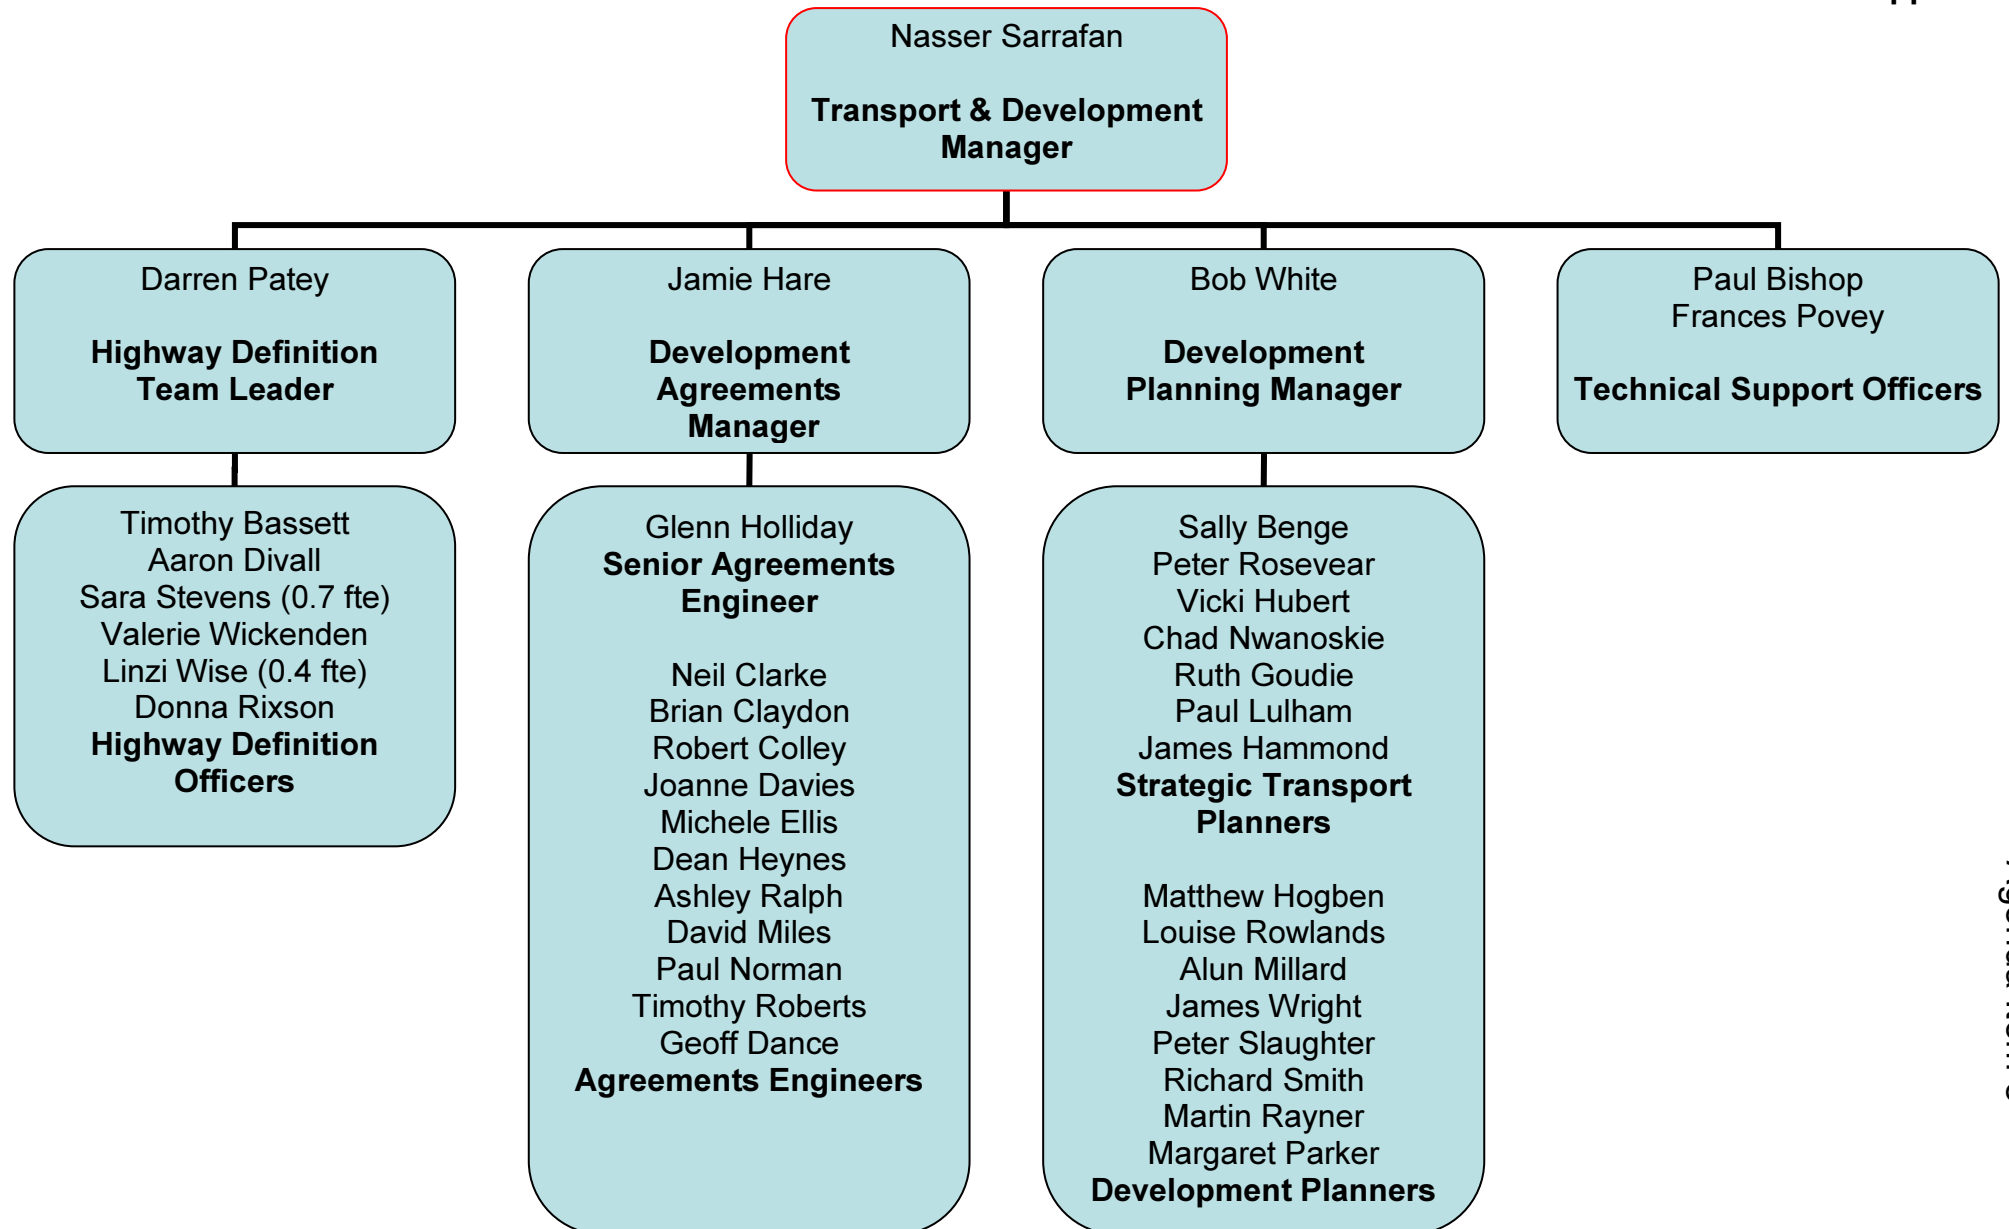 Nasser Sarrafan
Transport & Development
Manager
Darren Patey
Highway Definition
Team Leader
Jamie Hare
Development
Agreements
Manager
Bob White
Development
Planning Manager
Paul Bishop
Frances Povey
Technical Support Officers
Timothy Bassett
Aaron Divall
Sara Stevens (0.7 fte)
Valerie Wickenden
Linzi Wise (0.4 fte)
Donna Rixson
Highway Definition
Officers
Glenn Holliday
Senior Agreements
Engineer
Neil Clarke
Brian Claydon
Robert Colley
Joanne Davies
Michele Ellis
Dean Heynes
Ashley Ralph
David Miles
Paul Norman
Timothy Roberts
Geoff Dance
Agreements Engineers
Sally Benge
Peter Rosevear
Vicki Hubert
Chad Nwanoskie
Ruth Goudie
Paul Lulham
James Hammond
Strategic Transport
Planners
Matthew Hogben
Louise Rowlands
Alun Millard
James Wright
Peter Slaughter
Richard Smith
Martin Rayner
Margaret Parker
Development Planners